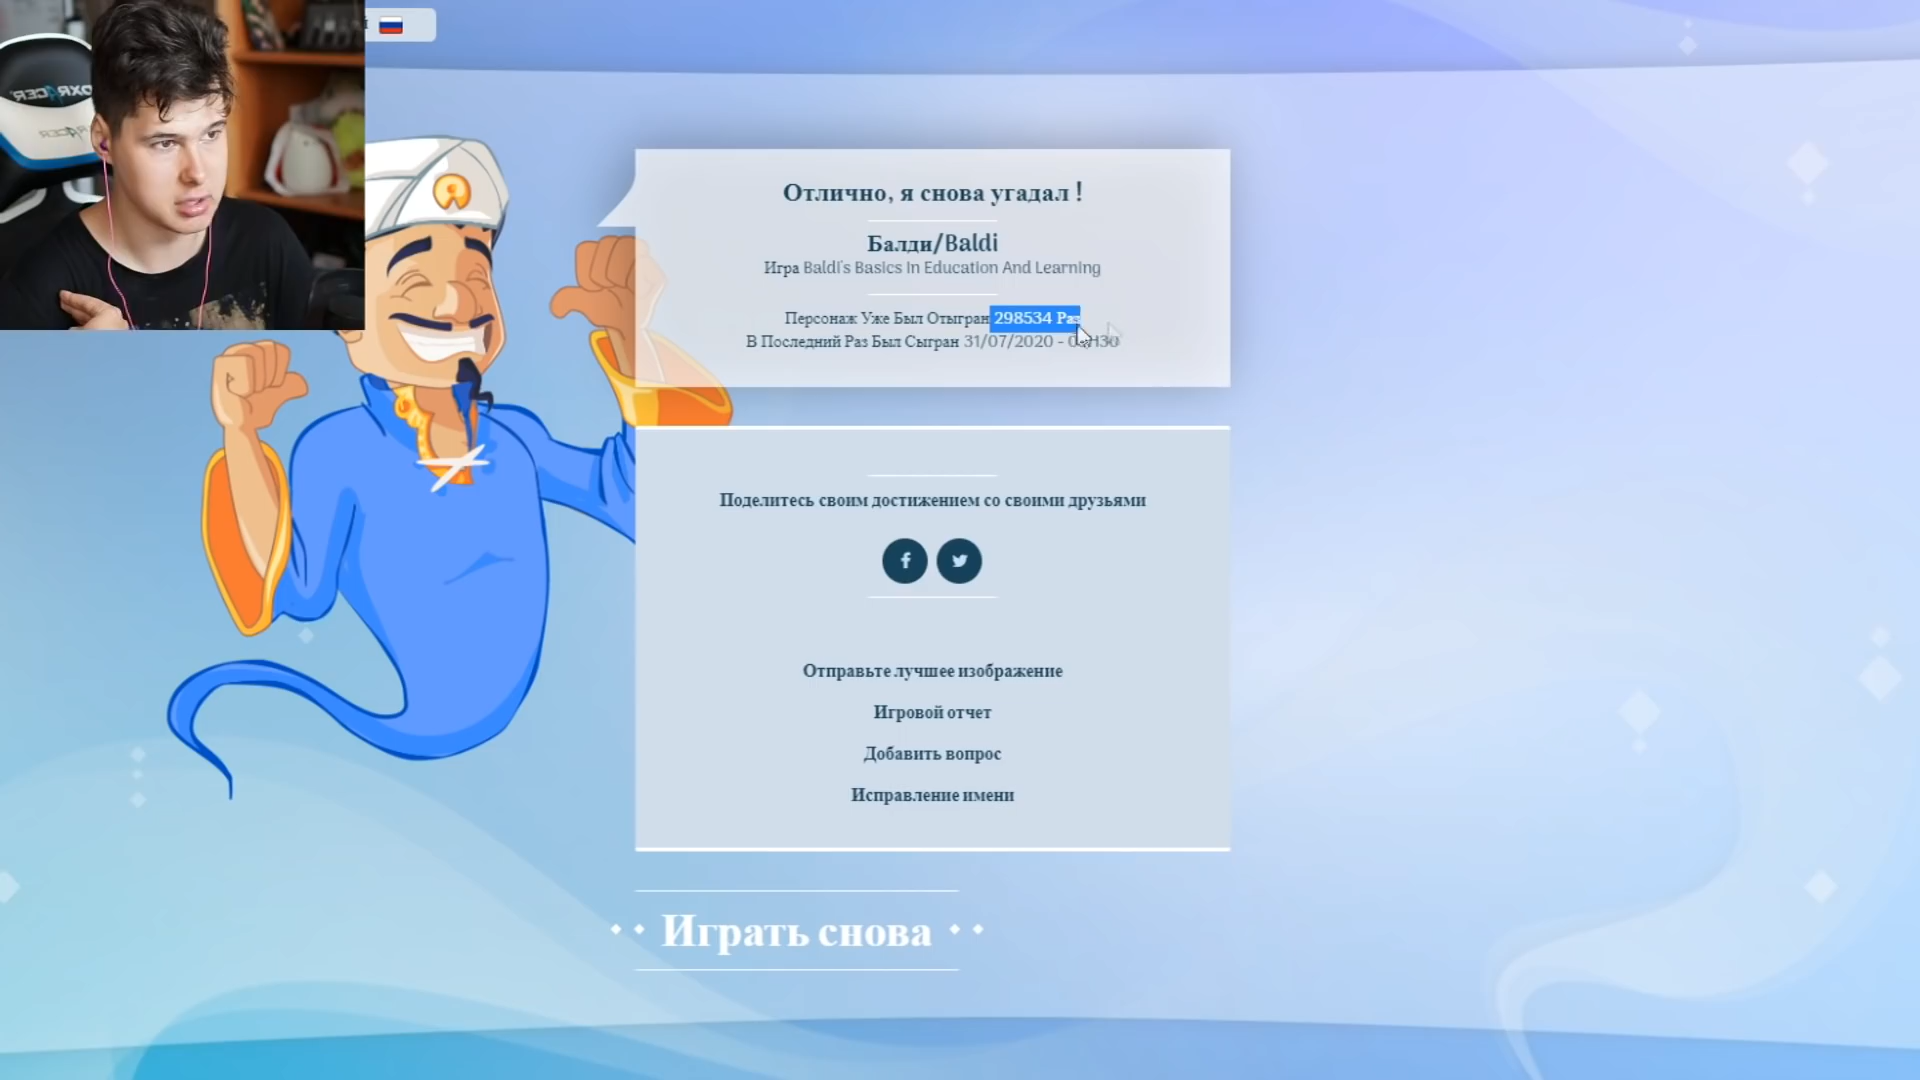 Отлично, я снова угадал !
Балди/Baldi
Игра Baldi's Basics In Education And Learning
Персонаж Уже Был Отыгран 298534 Раз
В Последний Раз Был Сыгран 31/07/2020 -
Поделитесь своим достижением со своими друзьями
Отправьте лучшее изображение
Игровой отчет
Добавить вопрос
Исправление имени
Играть снова